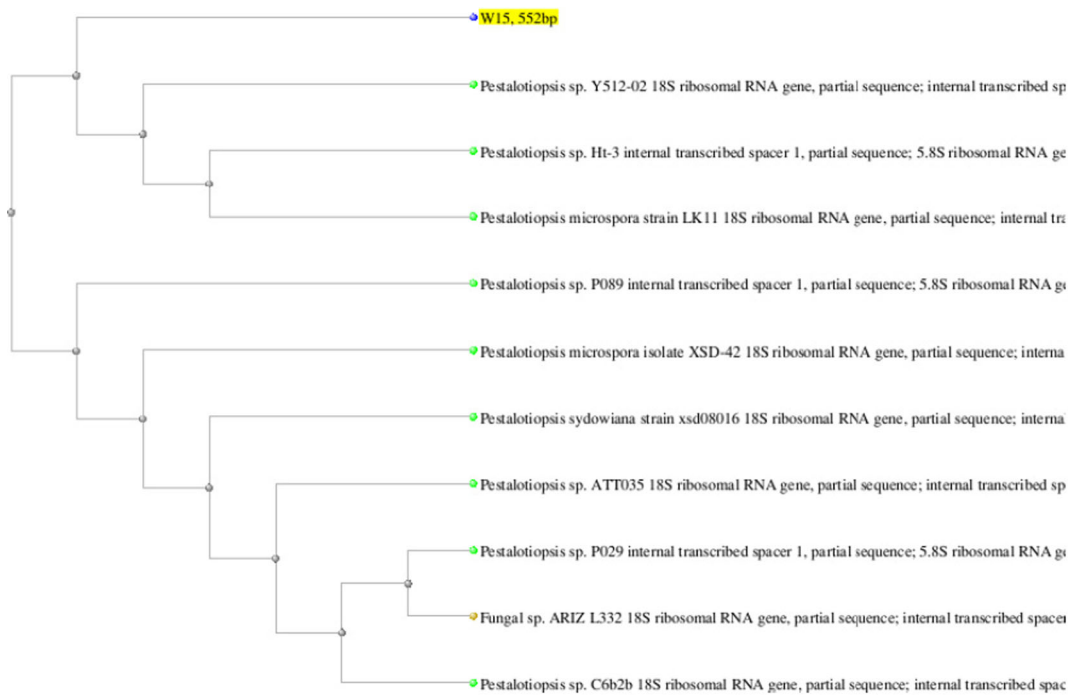 W15, 552bp
Pestalotiopsis sp. Y512-02 18S ribosomal RNA gene, partial sequence; internal transcribed sp
Pestalotiopsis sp. Ht-3 internal transcribed spacer 1, partial sequence; 5.8S ribosomal RNA ge
Pestalotiopsis microspora strain LK11 18S ribosomal RNA gene, partial sequence; internal tra
Pestalotiopsis sp. P089 internal transcribed spacer 1, partial sequence; 5.8S ribosomal RNA ge
Pestalotiopsis microspora isolate XSD-42 18S ribosomal RNA gene, partial sequence; interna
Pestalotiopsis sydowiana strain xsd08016 18S ribosomal RNA gene, partial sequence; internal
Pestalotiopsis sp. ATT035 18S ribosomal RNA gene, partial sequence; internal transcribed sp
Pestalotiopsis sp. P029 internal transcribed spacer 1, partial sequence; 5.8S ribosomal RNA ge
Fungal sp. ARIZ L332 18S ribosomal RNA gene, partial sequence; internal transcribed spacer
Pestalotiopsis sp. C6b2b 18S ribosomal RNA gene, partial sequence; internal transcribed spac